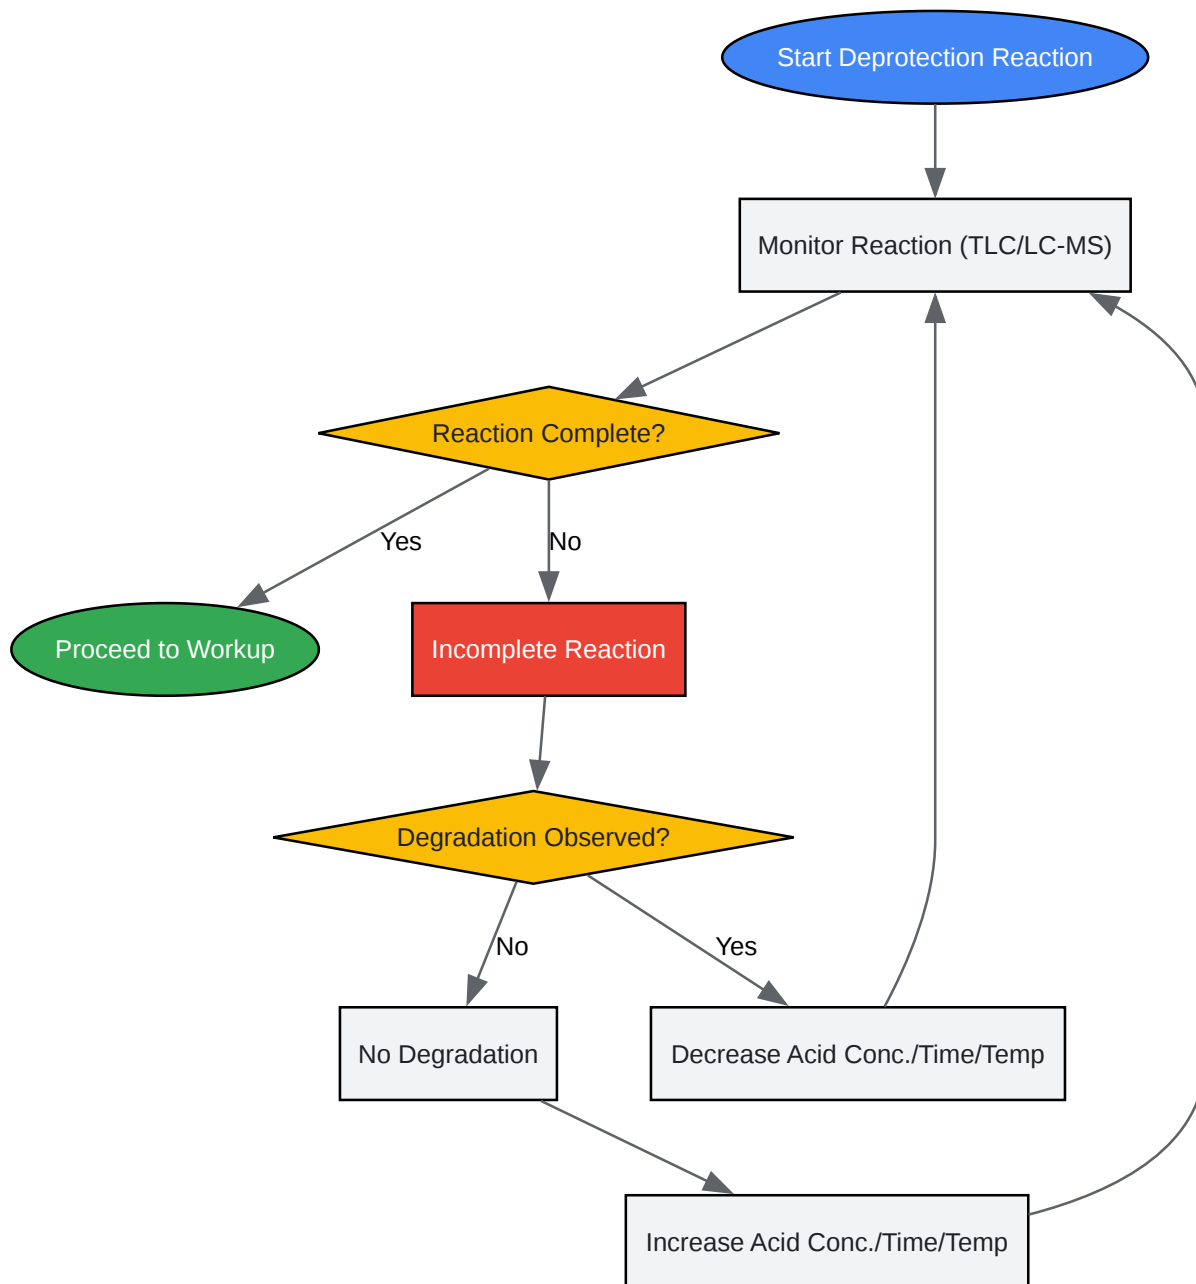 Start Deprotection Reaction
Monitor Reaction (TLC/LC-MS)
Reaction Complete?
Yes
No
Proceed to Workup
Incomplete Reaction
Degradation Observed?
No
Yes
No Degradation
Decrease Acid Conc./Time/Temp
Increase Acid Conc./Time/Temp